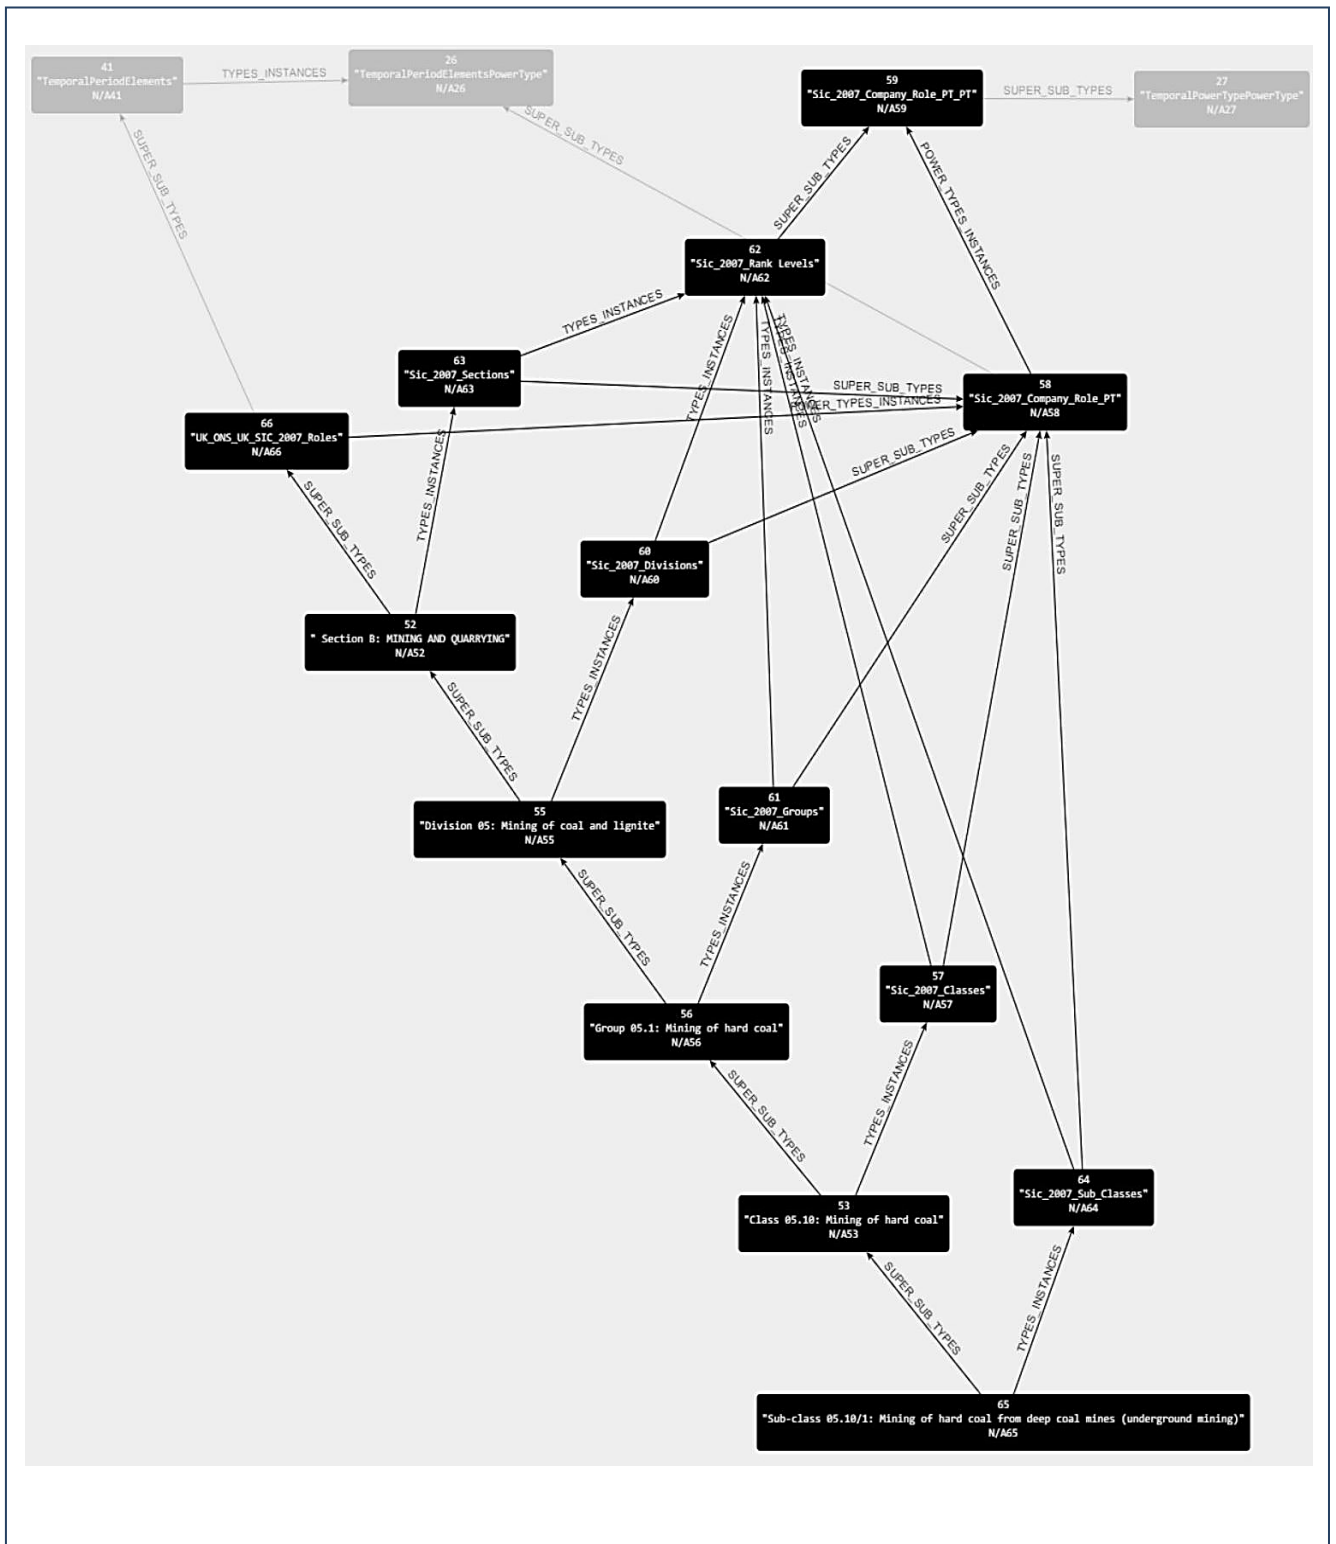 41
"TemporalPeriodElements"
N/A41
TYPES_INSTANCES
26
"TemporalPeriodElementsPowerType"
N/A26
59
"Sic_2007_Company_Role_PT_PT"
N/A59
SUPER_SUB_TYPES
27
"TemporalPowerTypePowerType"
N/A27
SUPER_SUB_TYPES
SUPER_SUB_TYPES
SUPER_SUB_TYPES
POWER_TYPES_INSTANCES
62
"Sic_2007_Rank Levels"
N/A62
TYPES_INSTANCES
TYPES_INSTANCES
TYPES_INSTANCES
TYPES_INSTANCES
TYPES_INSTANCES
63
"Sic_2007_Sections"
N/A63
SUPER_SUB_TYPES
58
"Sic_2007_Company_Role_PT"
N/A58
POWER_TYPES_INSTANCES
66
"UK_ONS_UK_SIC_2007_Roles"
N/A66
SUPER_SUB_TYPES
TYPES_INSTANCES
SUPER_SUB_TYPES
SUPER_SUB_TYPES
SUPER_SUB_TYPES
SUPER_SUB_TYPES
60
"Sic_2007_Divisions"
N/A60
52
" Section B: MINING AND QUARRYING"
N/A52
SUPER_SUB_TYPES
TYPES_INSTANCES
55
"Division 05: Mining of coal and lignite"
N/A55
61
"Sic_2007_Groups"
N/A61
SUPER_SUB_TYPES
TYPES_INSTANCES
57
"Sic_2007_Classes"
N/A57
56
"Group 05.1: Mining of hard coal"
N/A56
SUPER_SUB_TYPES
TYPES_INSTANCES
64
"Sic_2007_Sub_Classes"
N/A64
53
"Class 05.10: Mining of hard coal"
N/A53
SUPER_SUB_TYPES
TYPES_INSTANCES
65
"Sub-class 05.10/1: Mining of hard coal from deep coal mines (underground mining)"
N/A65